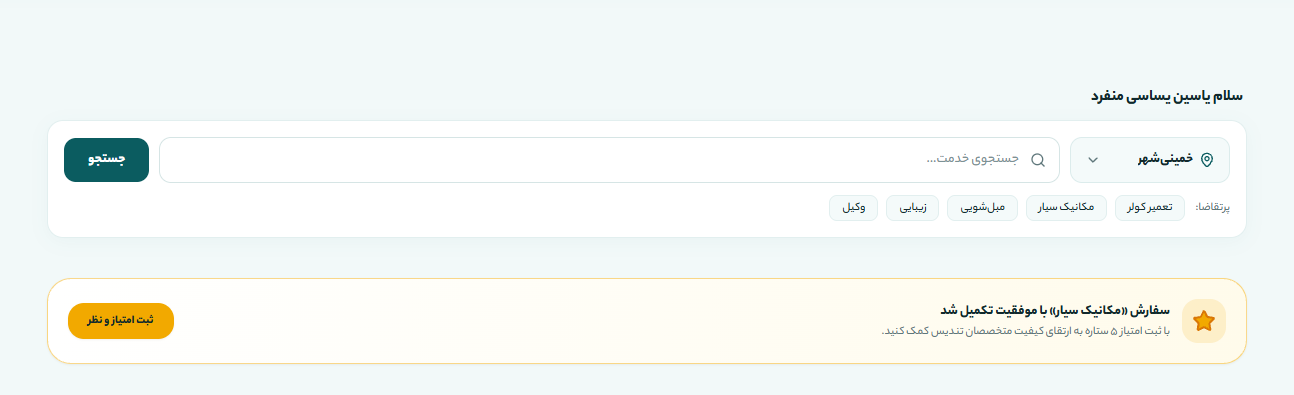 سلام یاسین یساسی منفرد
خمینی‌شهر
جستجوی خدمت...
جستجو
پرتقاضا: تعمیر کولر مکانیک سیار مبل‌شویی زیبایی وکیل
سفارش «مکانیک سیار» با موفقیت تکمیل شد
با ثبت امتیاز ۵ ستاره به ارتقای کیفیت متخصصان تندیس کمک کنید.
ثبت امتیاز و نظر